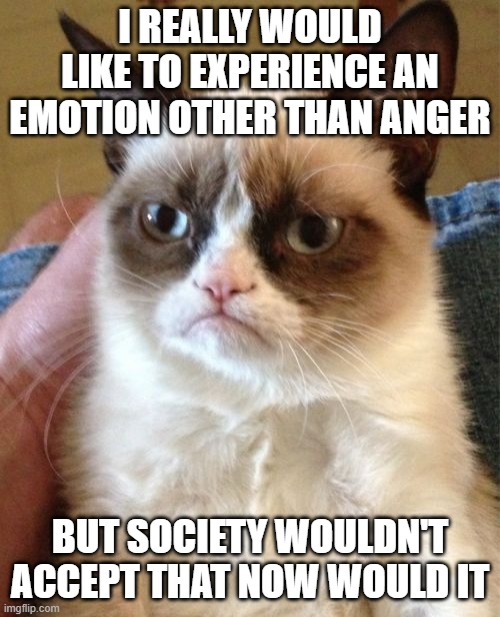 I REALLY WOULD
LIKE TO EXPERIENCE AN
EMOTION OTHER THAN ANGER
BUT SOCIETY WOULDN'T
ACCEPT THAT NOW WOULD IT
imgflip.com